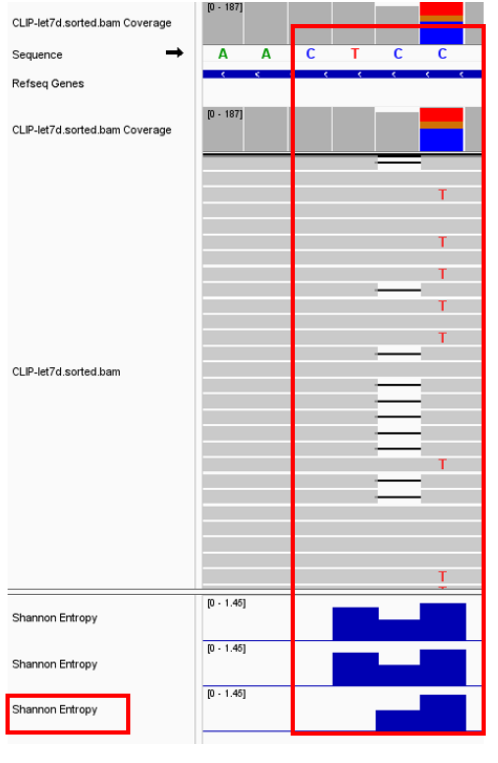 CLIP-let7d.sorted.bam Coverage
[0 - 187]
Sequence
A A C T C C
Refseq Genes
CLIP-let7d.sorted.bam Coverage
[0 - 187]
T
T
T
T
T
CLIP-let7d.sorted.bam
T
T
Shannon Entropy
[0 - 1.45]
Shannon Entropy
[0 - 1.45]
Shannon Entropy
[0 - 1.45]